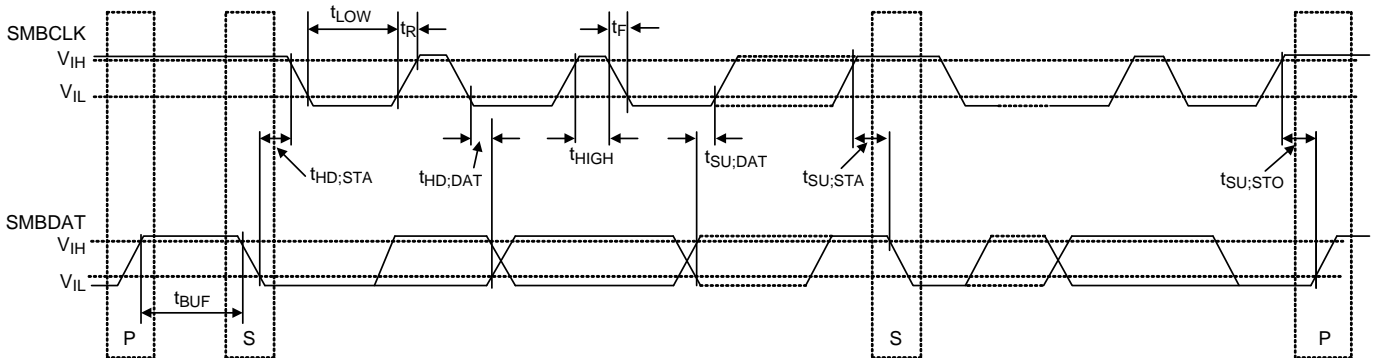 SMBCLK
VIH
VIL
tLOW
tR
tF
tHD;STA
tHD;DAT
tHIGH
tSU;DAT
tSU;STA
tSU;STO
SMBDAT
VIH
VIL
tBUF
P
S
S
P